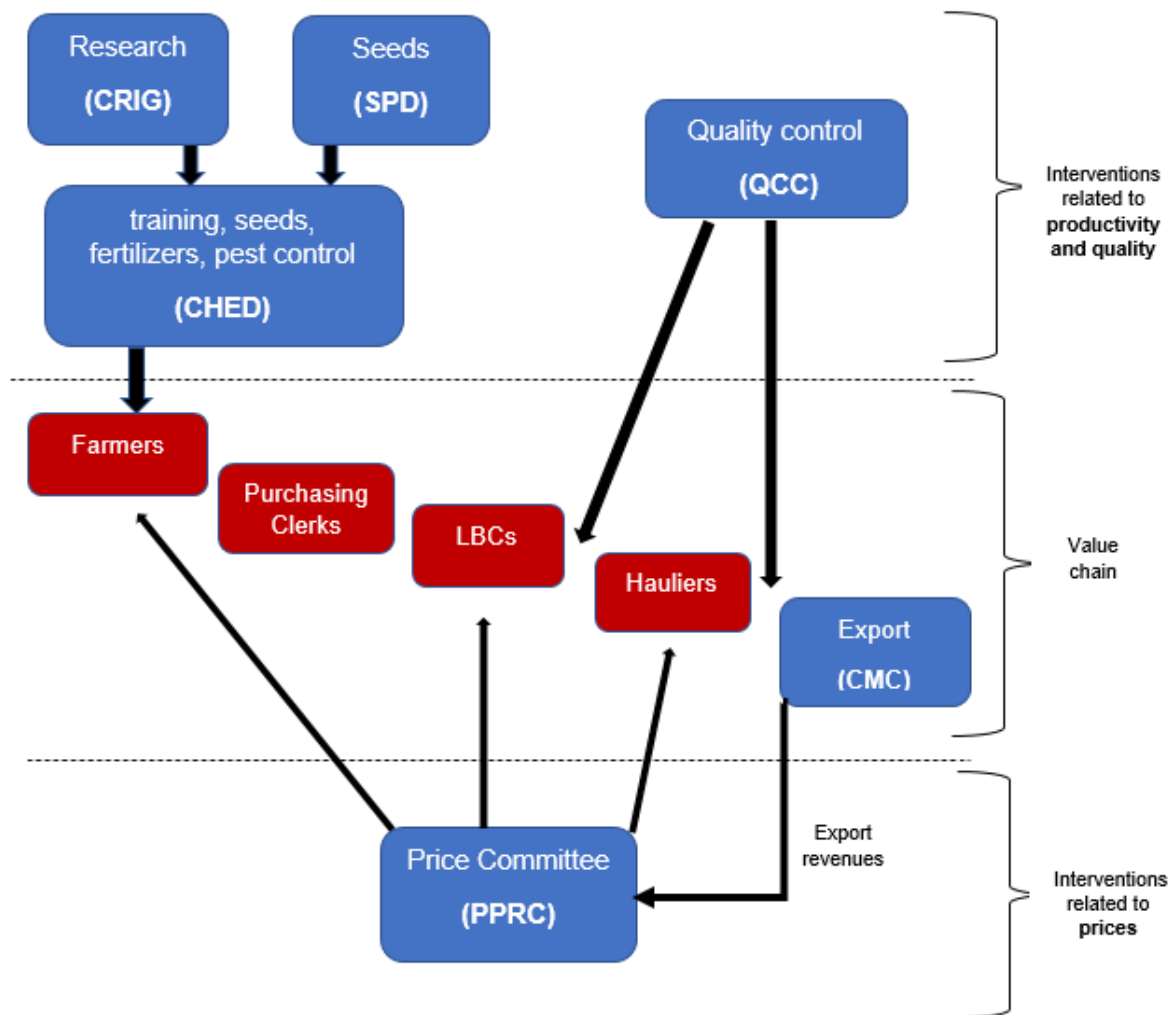 Research
(CRIG)
Seeds
(SPD)
Quality control
(QCC)
training, seeds,
fertilizers, pest control
(CHED)
Interventions
related to
productivity
and quality
Farmers
Purchasing
Clerks
LBCs
Hauliers
Export
(CMC)
Value
chain
Price Committee
(PPRC)
Export
revenues
Interventions
related to
prices